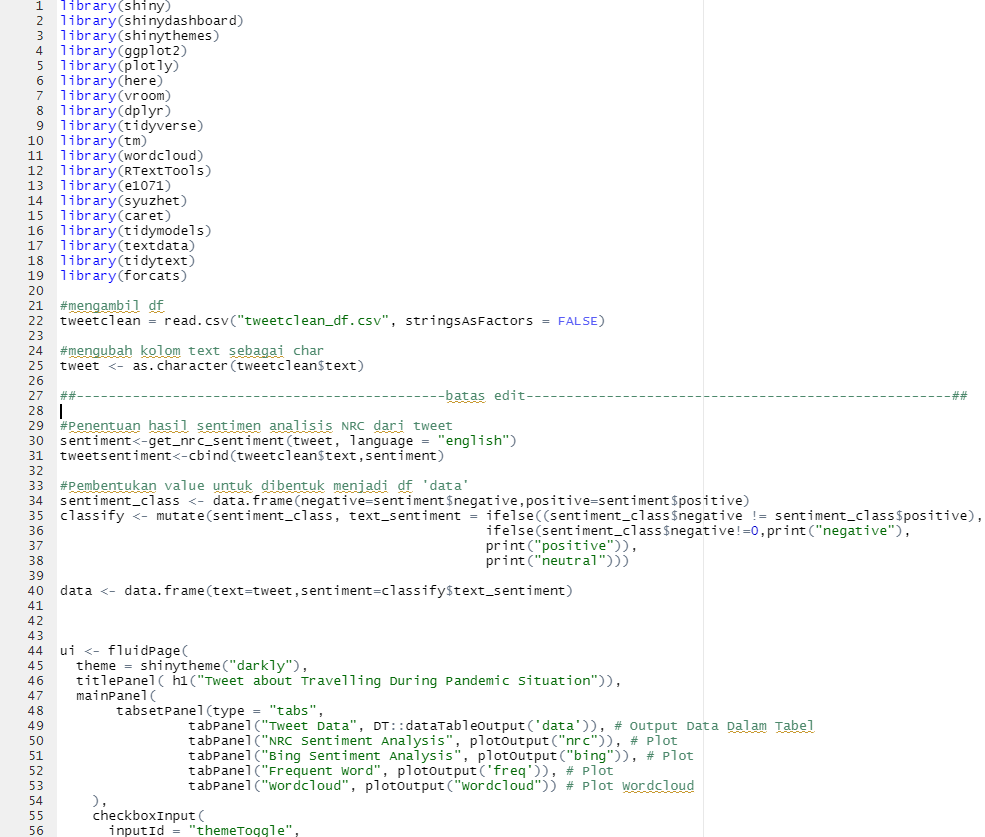 1 library(shiny)
2 library(shinydashboard)
3 library(shinythemes)
4 library(ggplot2)
5 library(plotly)
6 library(here)
7 library(vroom)
8 library(dplyr)
9 library(tidyverse)
10 library(tm)
11 library(wordcloud)
12 library(RTextTools)
13 library(e1071)
14 library(syuzhet)
15 library(caret)
16 library(tidymodels)
17 library(textdata)
18 library(tidytext)
19 library(forcats)
20
21 #mengambil df
22 tweetclean = read.csv("tweetclean_df.csv", stringsAsFactors = FALSE)
23
24 #mengubah kolom text sebagai char
25 tweet <- as.character(tweetclean$text)
26
27 ##----------------------------------------------batas edit-----------------------------------------------------##
28
29 #Penentuan hasil sentimen analisis NRC dari tweet
30 sentiment<-get_nrc_sentiment(tweet, language = "english")
31 tweetsentiment<-cbind(tweetclean$text,sentiment)
32
33 #Pembentukan value untuk dibentuk menjadi df 'data'
34 sentiment_class <- data.frame(negative=sentiment$negative,positive=sentiment$positive)
35 classify <- mutate(sentiment_class, text_sentiment = ifelse((sentiment_class$negative != sentiment_class$positive),
36 ifelse(sentiment_class$negative!=0,print("negative"),
37 print("positive")),
38 print("neutral")))
39
40 data <- data.frame(text=tweet,sentiment=classify$text_sentiment)
41
42
43
44 ui <- fluidPage(
45 theme = shinytheme("darkly"),
46 titlePanel( h1("Tweet about Travelling During Pandemic Situation")),
47 mainPanel(
48 tabsetPanel(type = "tabs",
49 tabPanel("Tweet Data", DT::dataTableOutput('data')), # Output Data Dalam Tabel
50 tabPanel("NRC Sentiment Analysis", plotOutput("nrc")), # Plot
51 tabPanel("Bing Sentiment Analysis", plotOutput("bing")), # Plot
52 tabPanel("Frequent Word", plotOutput('freq')), # Plot
53 tabPanel("Wordcloud", plotOutput("Wordcloud")) # Plot Wordcloud
54 ),
55 checkboxInput(
56 inputId = "themeToggle",